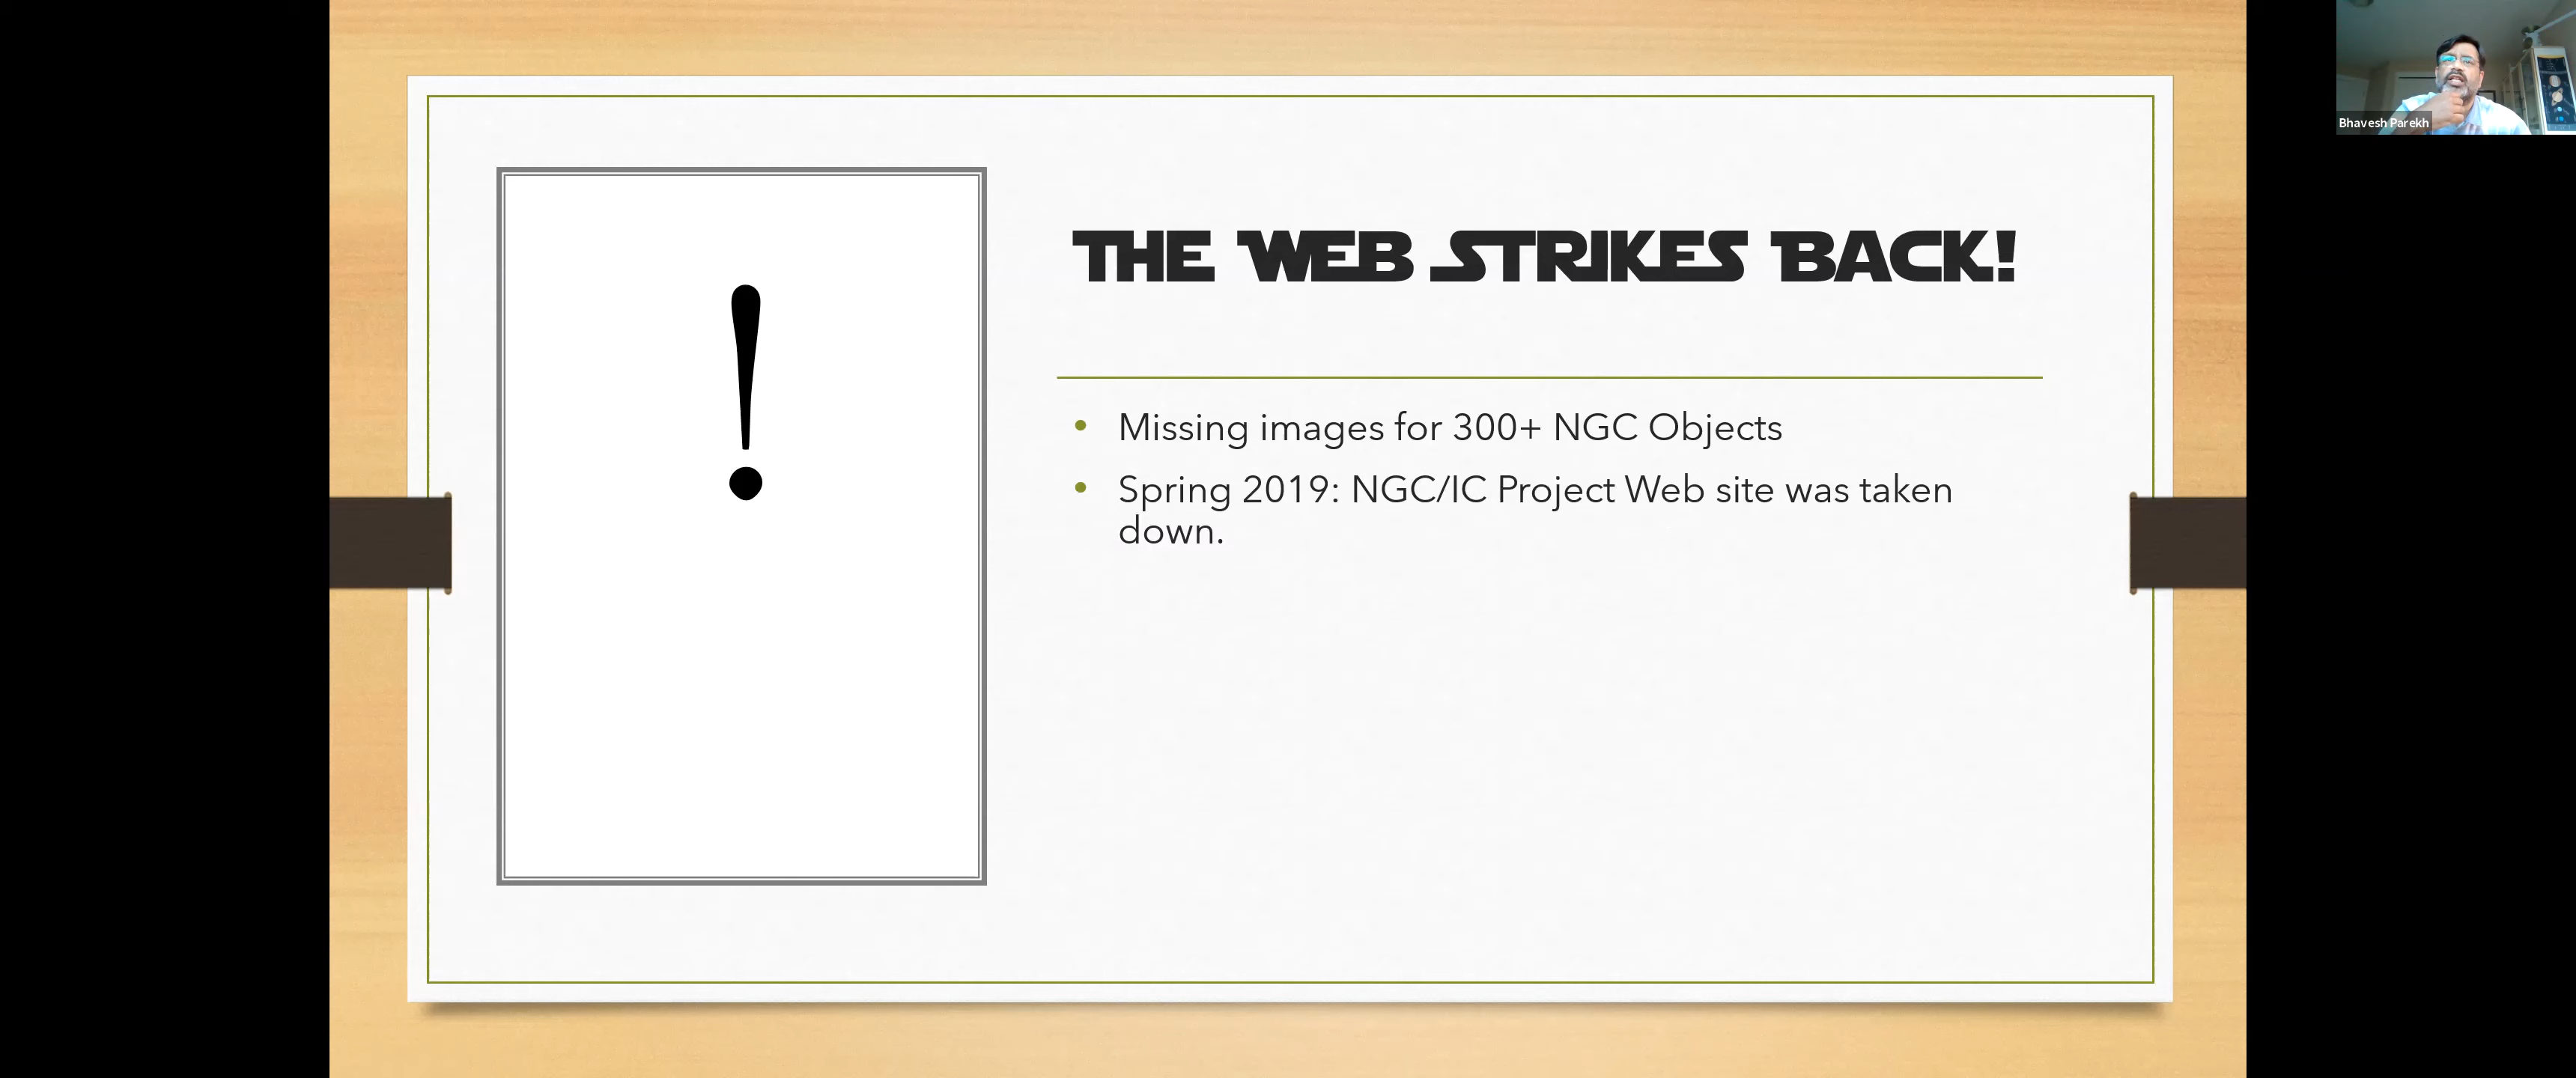 !
THE WEB STRIKES BACK!
• Missing images for 300+ NGC Objects
• Spring 2019: NGC/IC Project Web site was taken
down.
Bhavesh Parekh